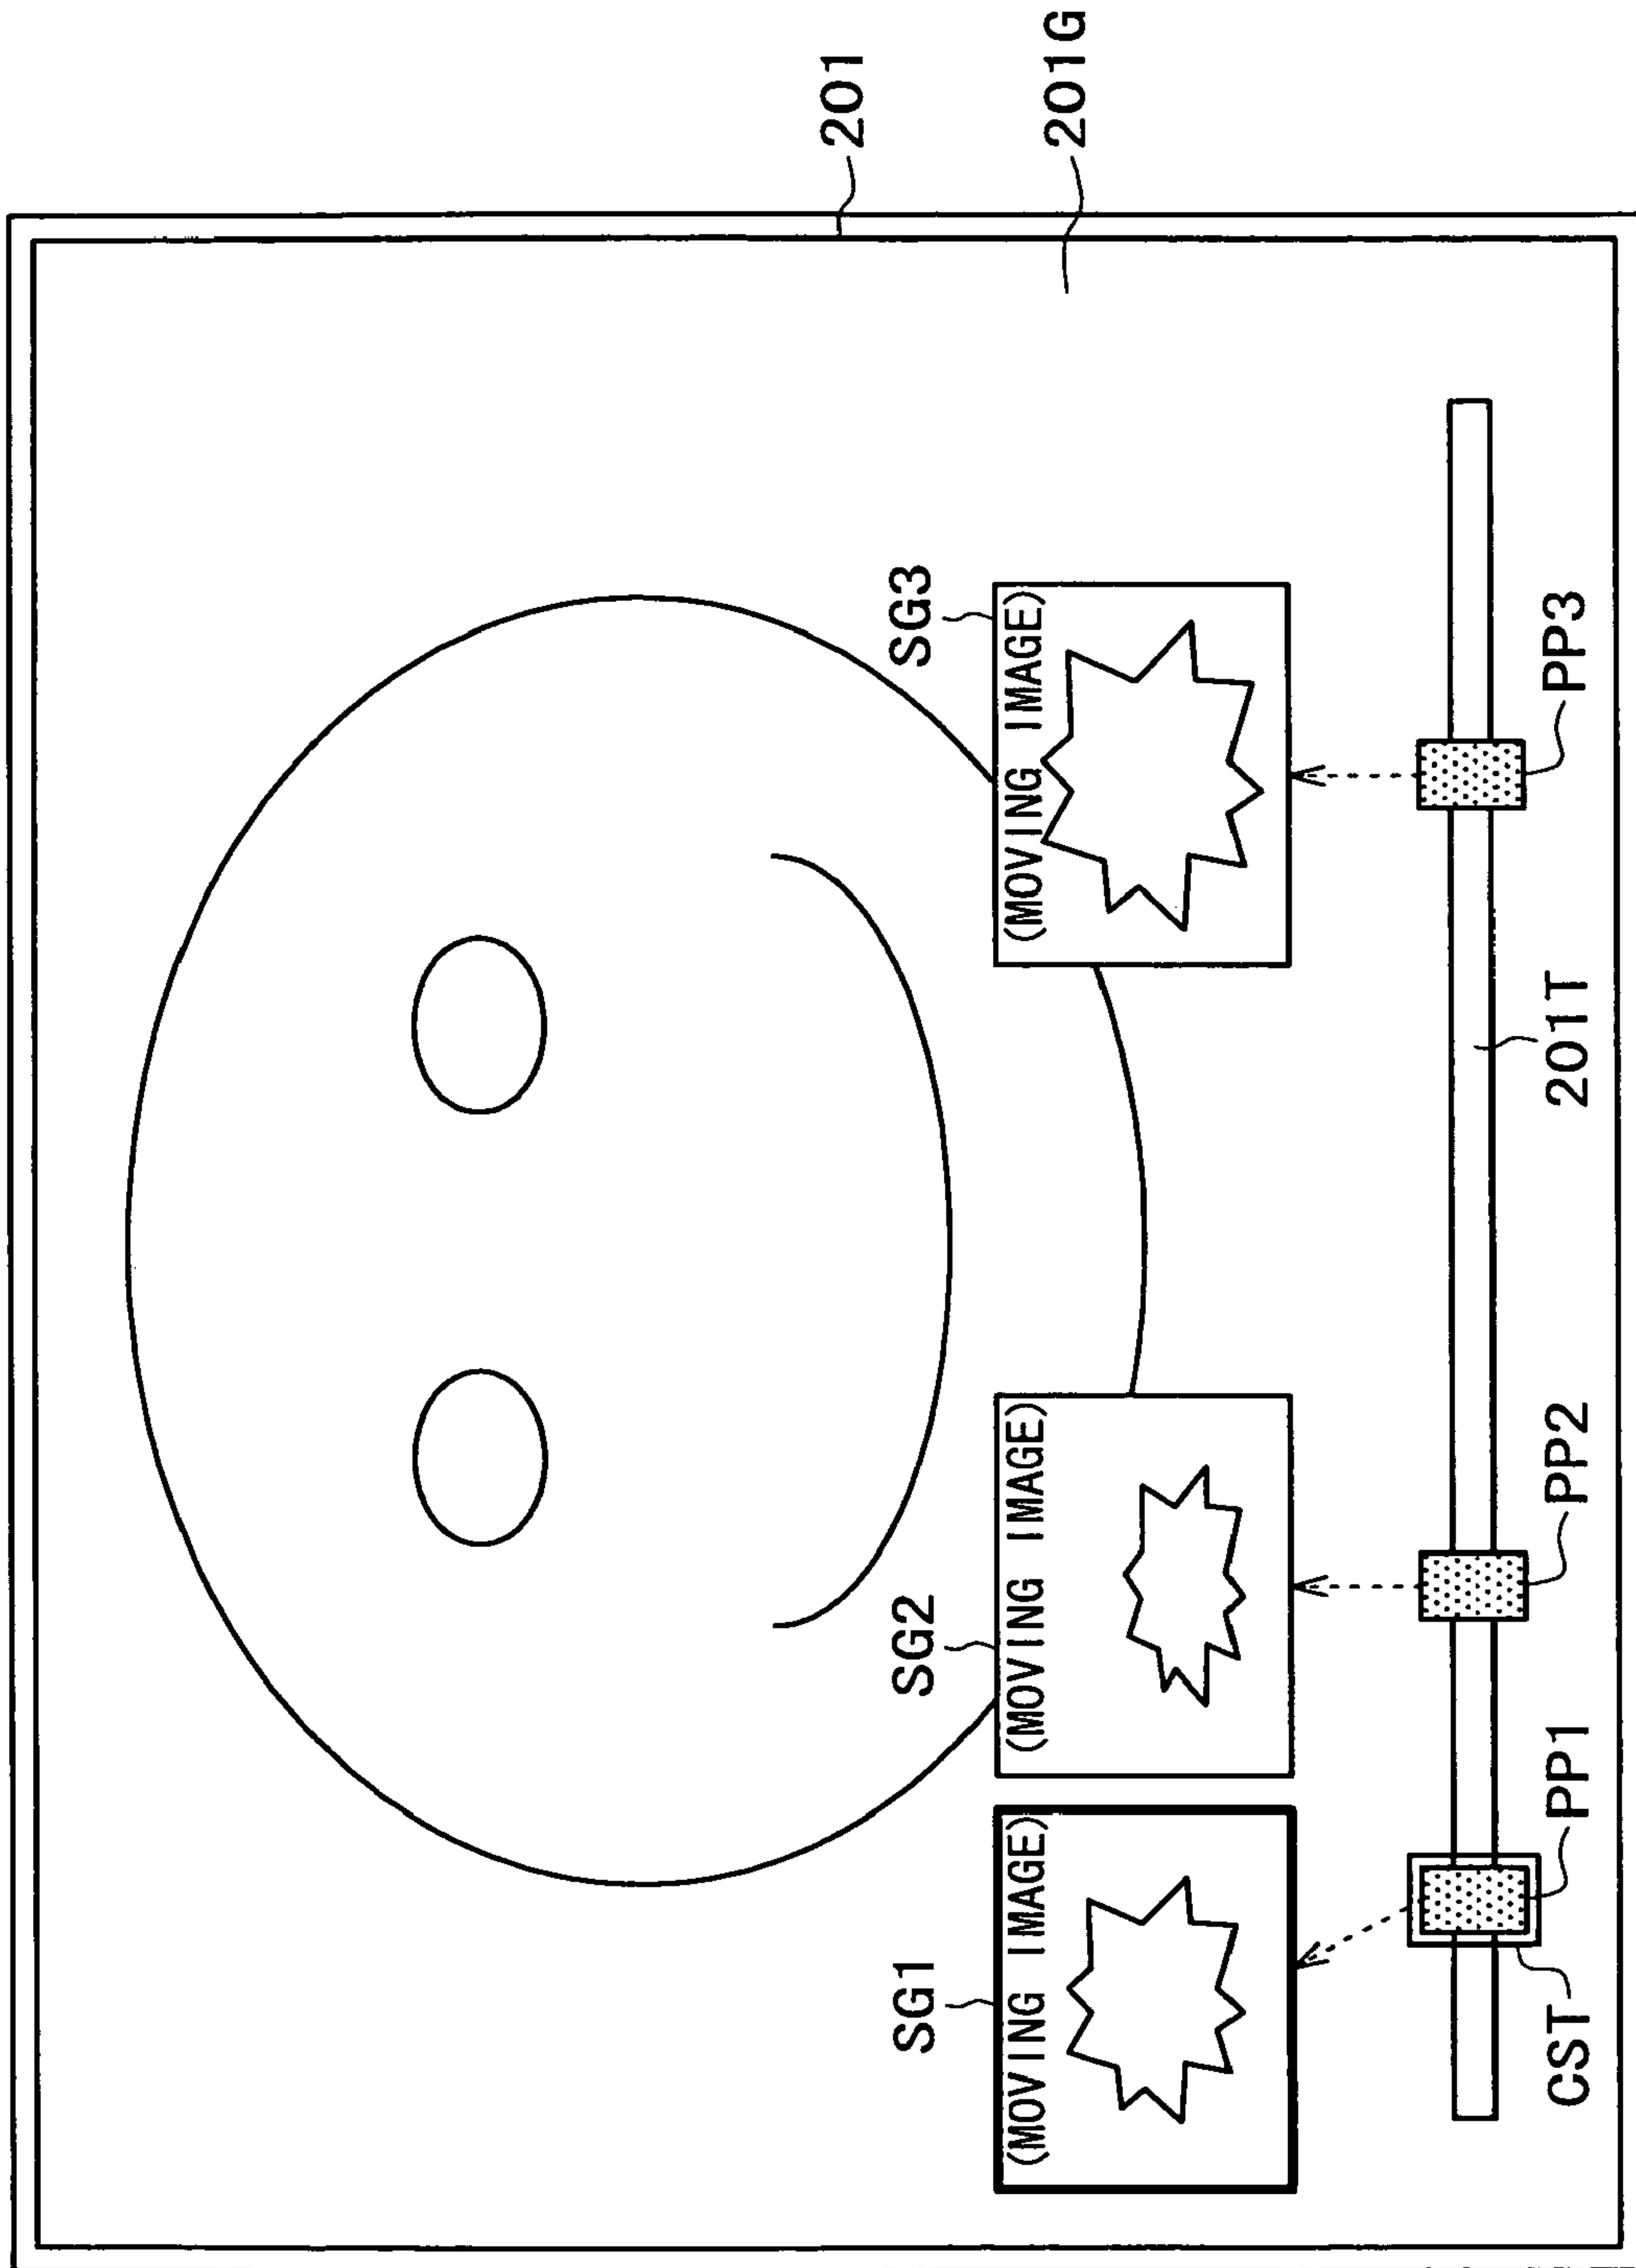 201
201G
SG1
SG2
SG3
(MOVING IMAGE)
(MOVING IMAGE)
(MOVING IMAGE)
CST
PP1
PP2
201T
PP3